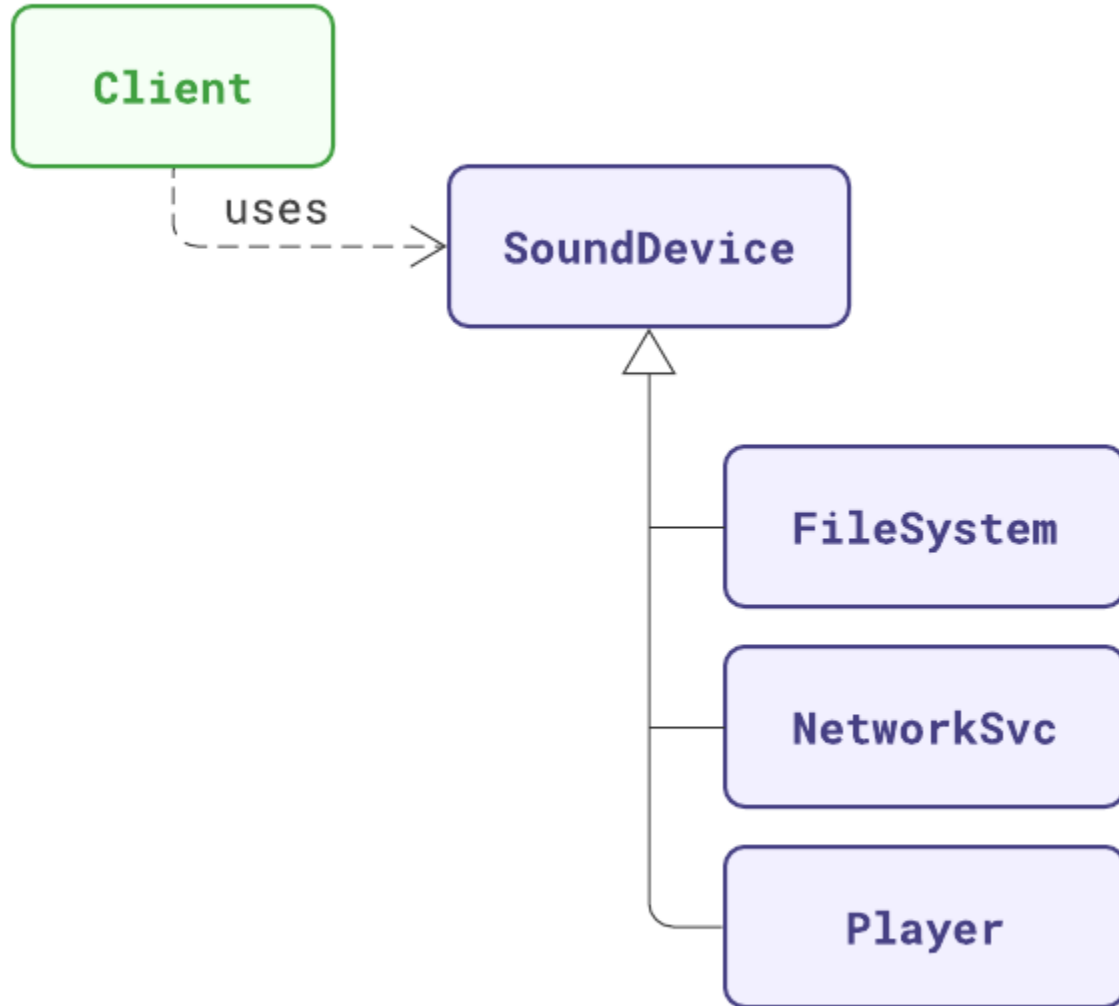 Client
uses
SoundDevice
FileSystem
NetworkSvc
Player